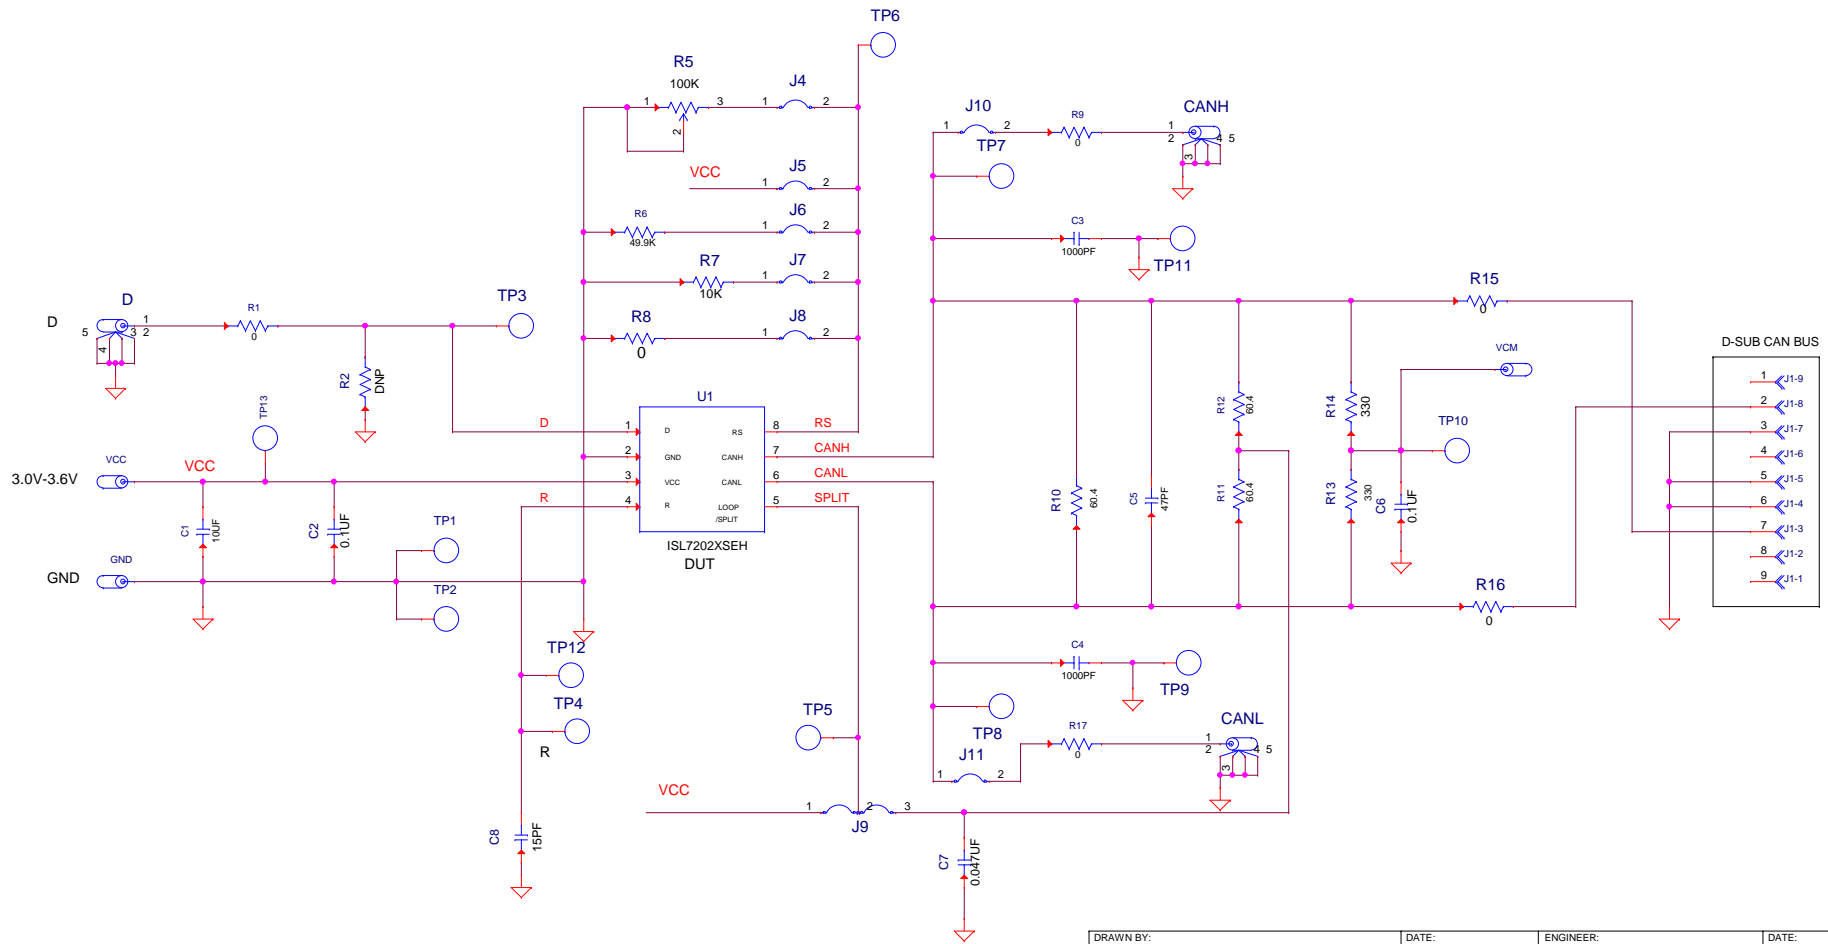 TP6
R5
100K
1
3
2
J4
1
2
J10
1
2
R9
0
CANH
1
2
3
4
5
TP7
VCC
J5
1
2
R6
49.9K
J6
1
2
C3
1000PF
TP11
R7
10K
J7
1
2
R15
0
D
D
5
4
3
1
2
R1
0
TP3
R8
0
J8
1
2
R2
DNP
D-SUB CAN BUS
VCM
1
J1-9
2
J1-8
3
J1-7
4
J1-6
5
J1-5
6
J1-4
7
J1-3
8
J1-2
9
J1-1
R12
60.4
R14
330
TP10
TP13
U1
D
1
D
RS
8
RS
2
GND
CANH
7
CANH
3.0V-3.6V
VCC
VCC
3
VCC
CANL
6
CANL
R
4
R
LOOP
/SPLIT
5
SPLIT
ISL7202XSEH
DUT
R10
60.4
C5
47PF
R11
60.4
R13
330
C6
0.1UF
C1
10UF
C2
0.1UF
TP1
GND
GND
TP2
R16
0
TP12
TP4
R
C4
1000PF
TP9
TP5
TP8
R17
0
CANL
1
2
3
4
5
J11
1
2
VCC
1
2
3
J9
C8
15PF
C7
0.047UF
DRAWN BY:
DATE:
ENGINEER:
DATE: